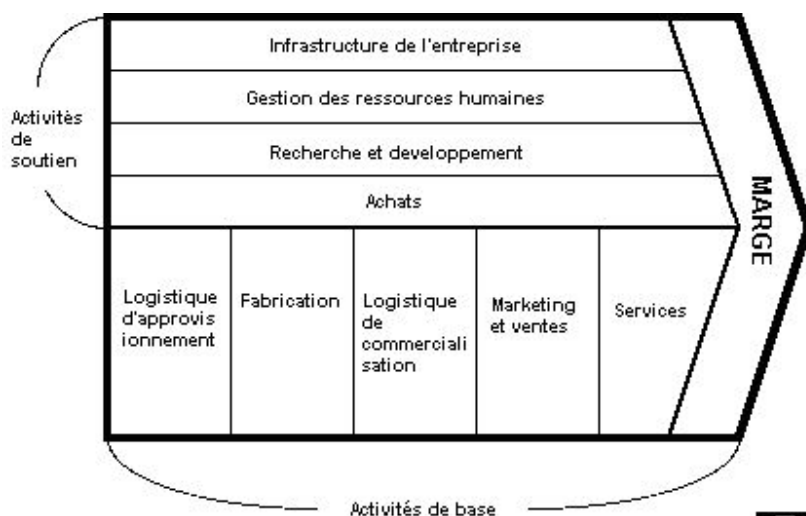 Infrastructure de l'entreprise
Gestion des ressources humaines
Activités
de
soutien
Recherche et developpement
Achats
MARGE
Logistique
d'approvis
ionnement
Fabrication
Logistique
de
commerciali
sation
Marketing
et ventes
Services
Activités de base